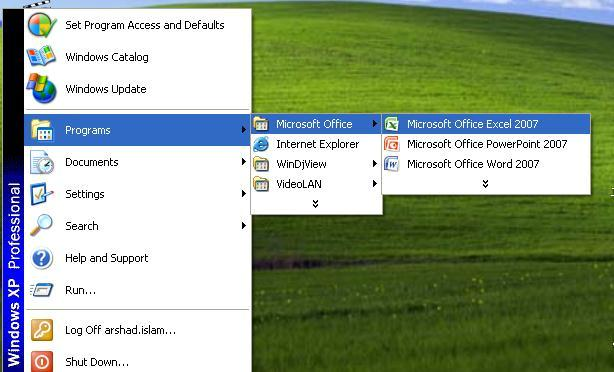 Set Program Access and Defaults
Windows Catalog
Windows Update
Programs
Documents
Settings
Search
Help and Support
Run...
Log Off arshad.islam...
Shut Down...
Windows XP Professional
Microsoft Office
Internet Explorer
WinDjView
VideoLAN
Microsoft Office Excel 2007
Microsoft Office PowerPoint 2007
Microsoft Office Word 2007